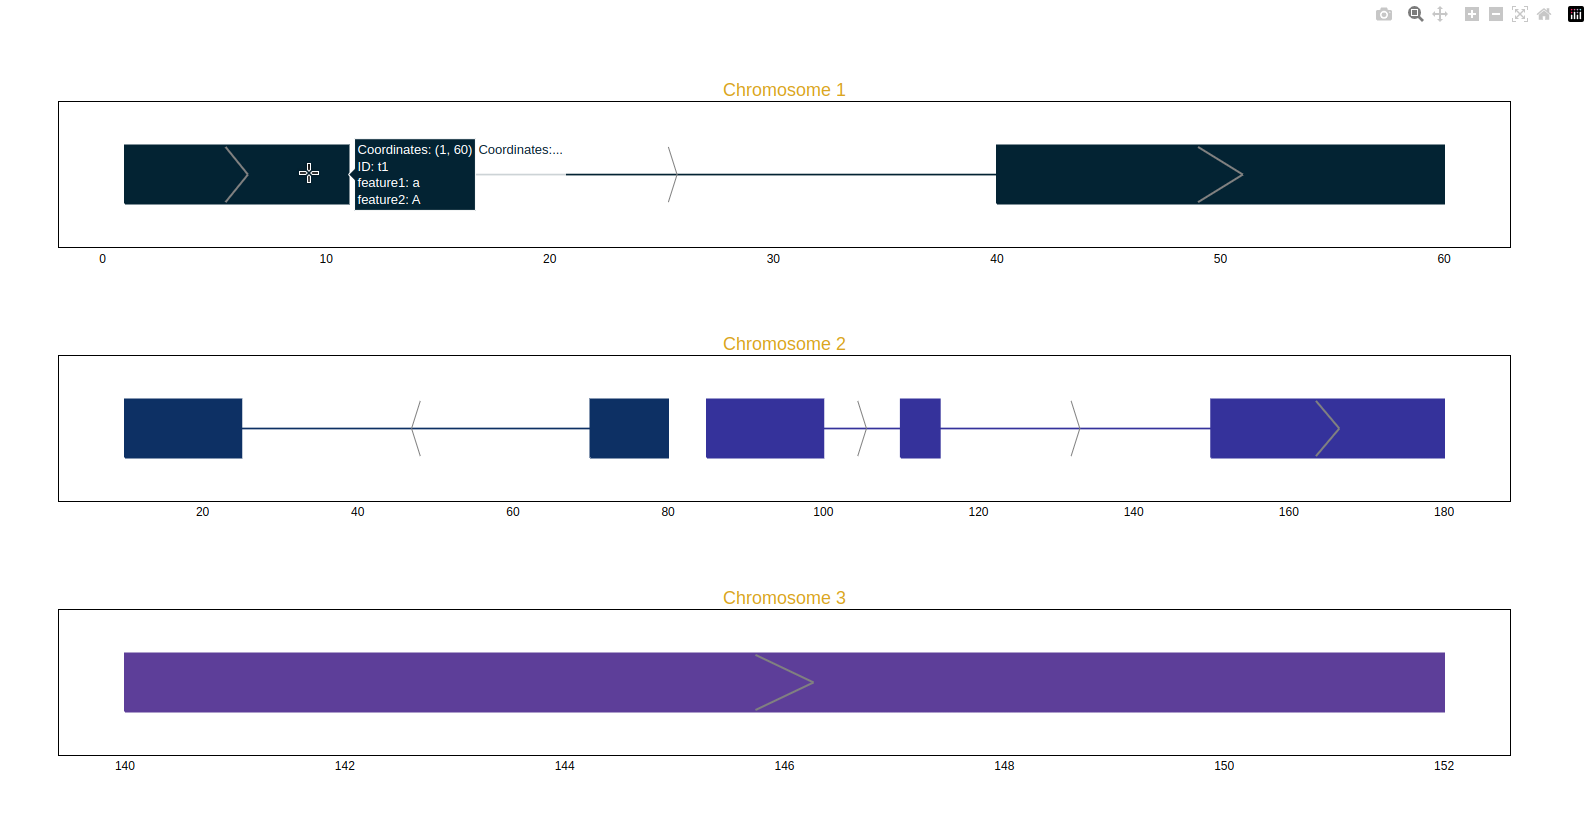 Chromosome 1
Coordinates: (1, 60) Coordinates:...
ID: t1
feature1: a
feature2: A
0 10 20 30 40 50 60
Chromosome 2
20 40 60 80 100 120 140 160 180
Chromosome 3
140 142 144 146 148 150 152